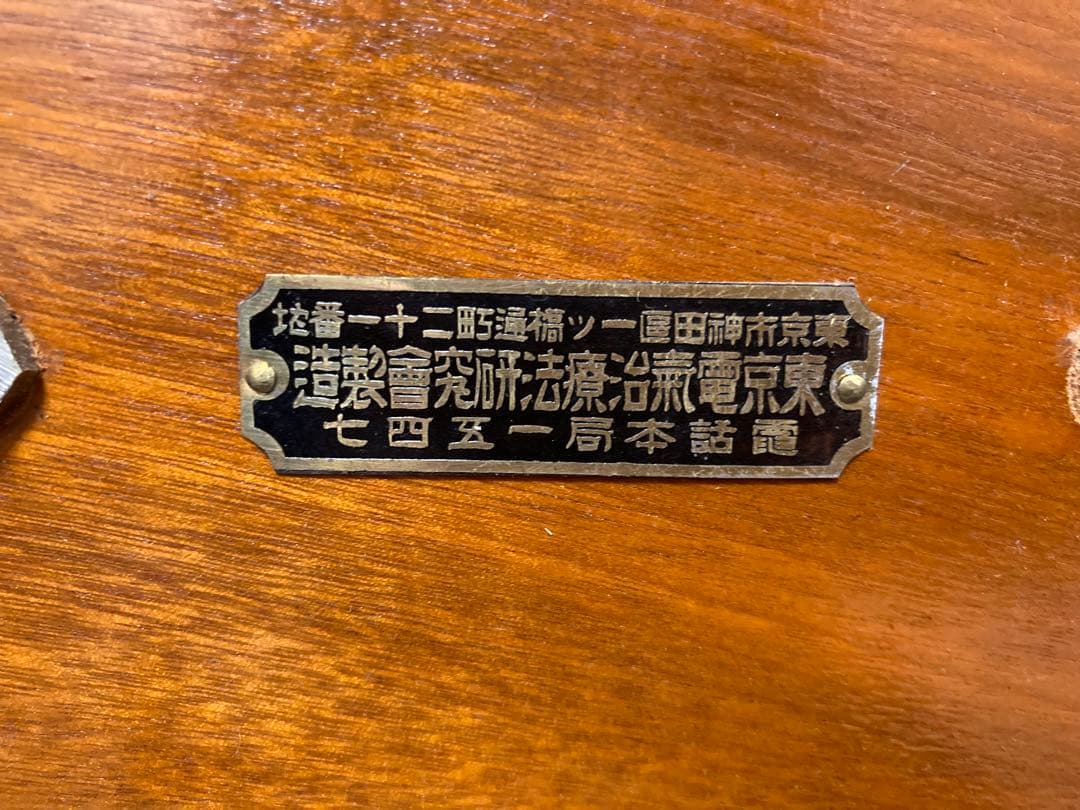 東京市神田區一ツ橋通町二十一番地
東京電氣治療法研究會製造
電話本局一五四七